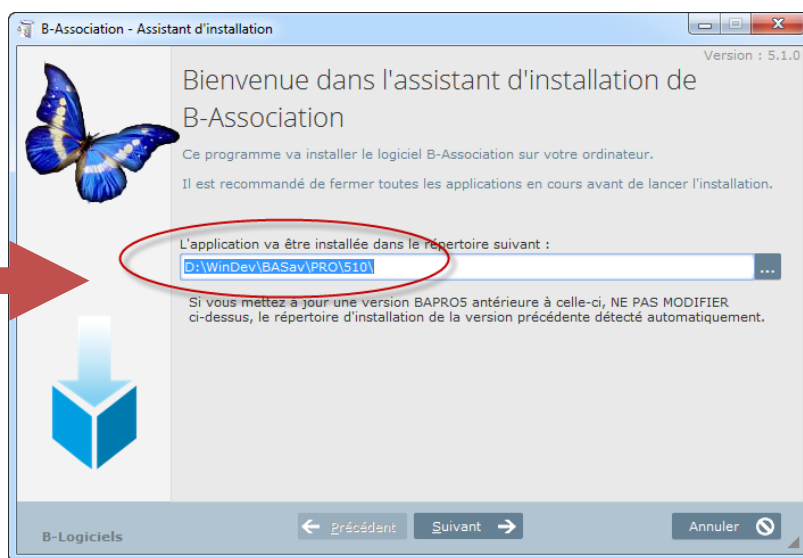 B-Association - Assistant d'installation
Version : 5.1.0
Bienvenue dans l'assistant d'installation de
B-Association
Ce programme va installer le logiciel B-Association sur votre ordinateur.
Il est recommandé de fermer toutes les applications en cours avant de lancer l'installation.
L'application va être installée dans le répertoire suivant :
D:\WinDev\BASav\PRO\510\
...
Si vous mettez à jour une version BAPRO5 antérieure à celle-ci, NE PAS MODIFIER
ci-dessus, le répertoire d'installation de la version précédente détecté automatiquement.
B-Logiciels
Précédent
Suivant
Annuler